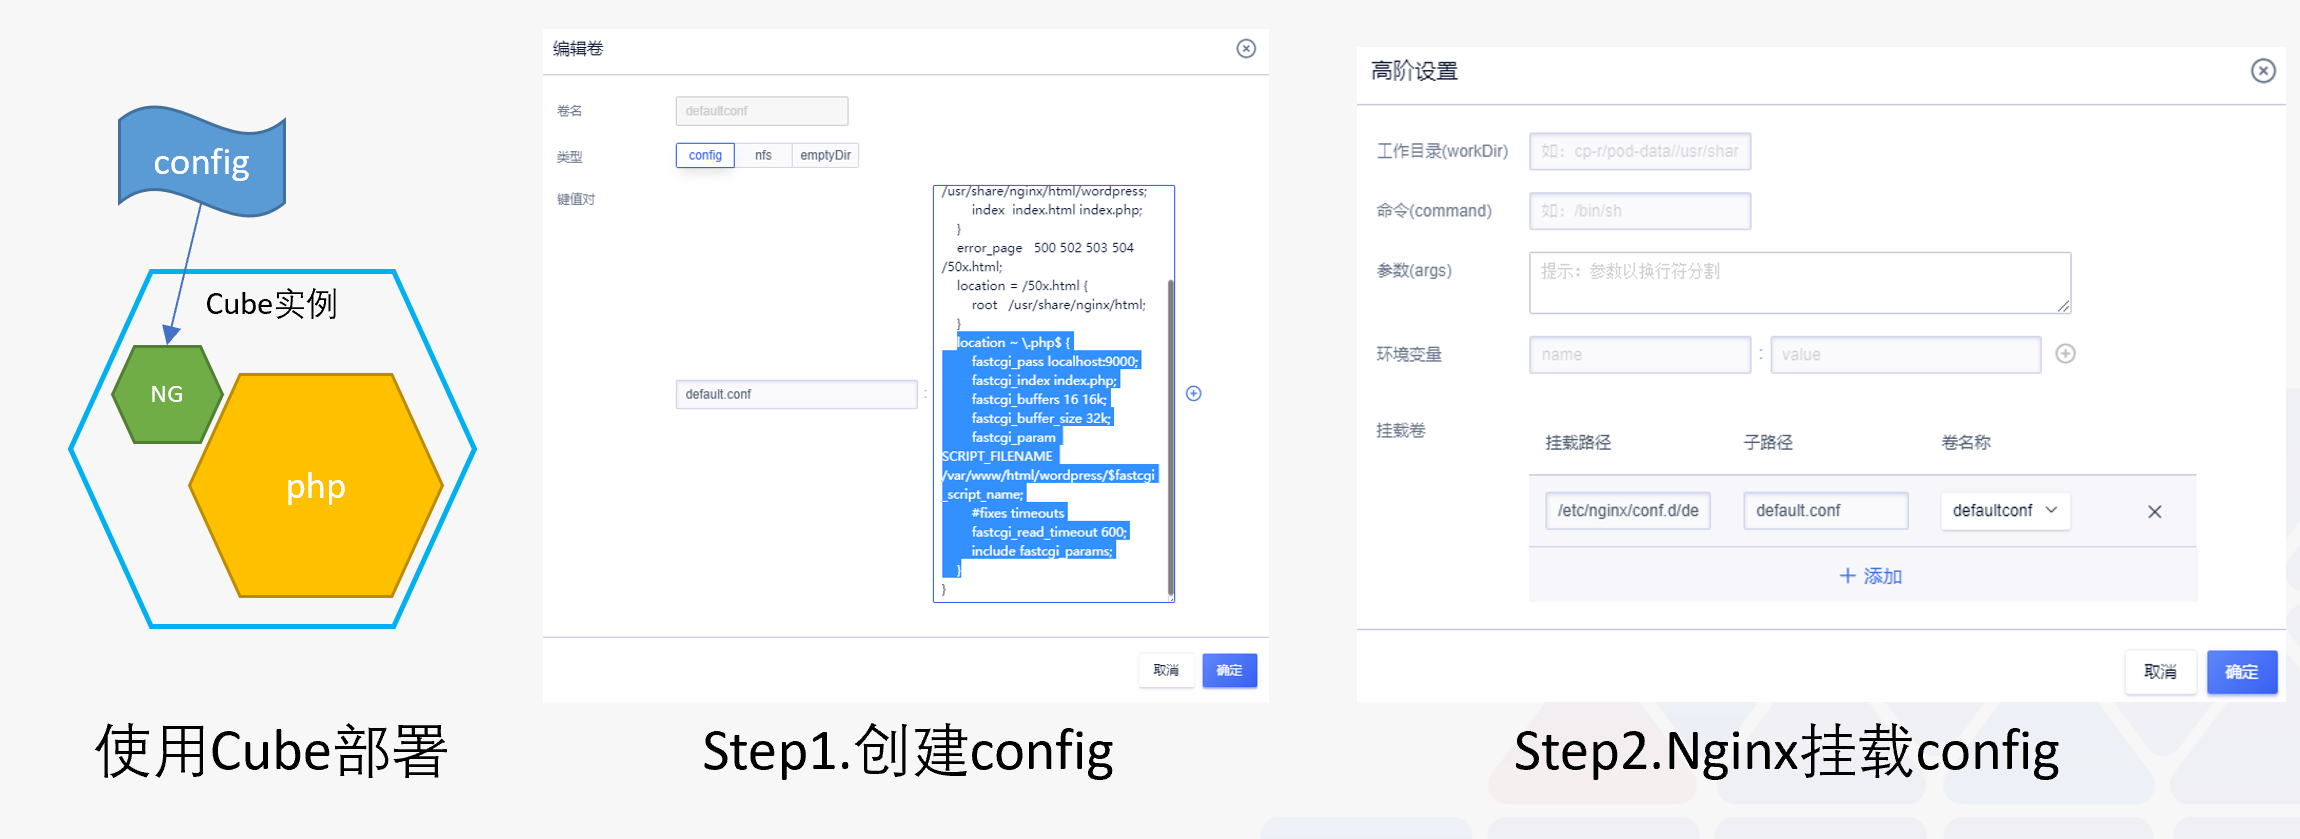 config
Cube实例
NG
php
使用Cube部署
编辑卷
卷名
defaultconf
类型
config
nfs
emptyDir
键值对
default.conf
:
/usr/share/nginx/html/wordpress;
index  index.html index.php;
}
error_page   500 502 503 504
/50x.html;
location = /50x.html {
root   /usr/share/nginx/html;
}
location ~ \.php$ {
fastcgi_pass localhost:9000;
fastcgi_index index.php;
fastcgi_buffers 16 16k;
fastcgi_buffer_size 32k;
fastcgi_param
SCRIPT_FILENAME
/var/www/html/wordpress/$fastcgi
_script_name;
#fixes timeouts
fastcgi_read_timeout 600;
include fastcgi_params;
}
}
取消
确定
Step1.创建config
高阶设置
工作目录(workDir)
如：cp-r/pod-data//usr/shar
命令(command)
如：/bin/sh
参数(args)
提示：参数以换行符分割
环境变量
name
:
value
挂载卷
挂载路径
子路径
卷名称
/etc/nginx/conf.d/de
default.conf
defaultconf
+ 添加
取消
确定
Step2.Nginx挂载config